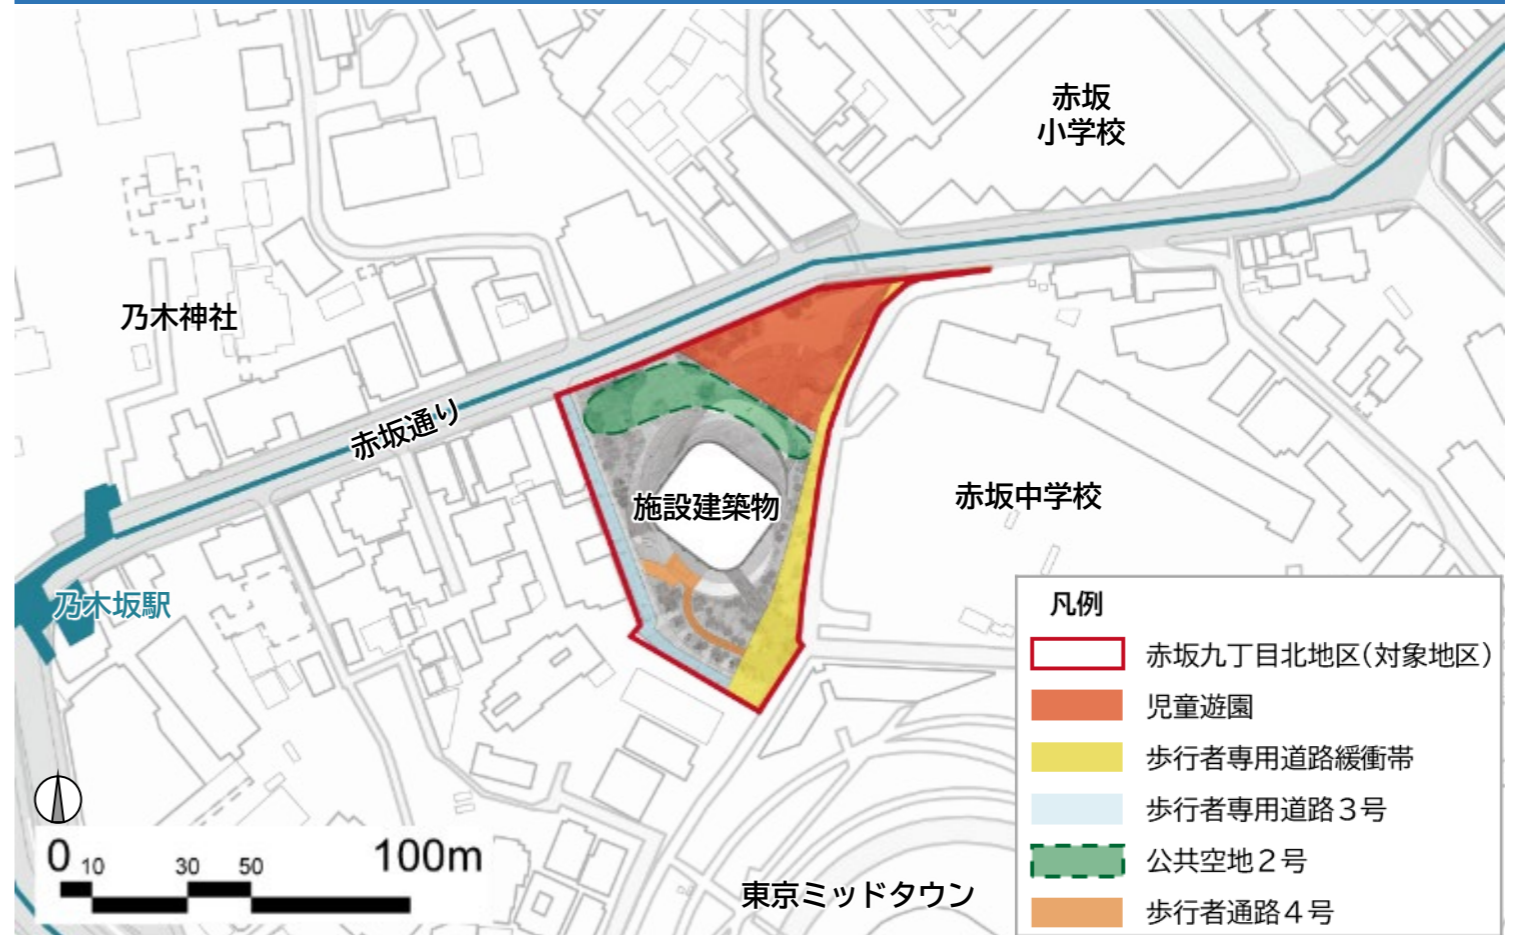 赤坂
小学校
乃木神社
赤坂通り
施設建築物
赤坂中学校
乃木坂駅
東京ミッドタウン
0 10 30 50 100m
凡例
赤坂九丁目北地区(対象地区)
児童遊園
歩行者専用道路緩衝帯
歩行者専用道路3号
公共空地2号
歩行者通路4号